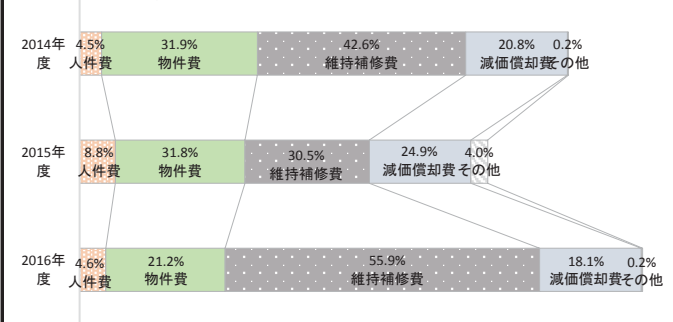 2014年度 4.5% 人件費 31.9% 物件費 42.6% 維持補修費 20.8% 減価償却費 0.2% その他
2015年度 8.8% 人件費 31.8% 物件費 30.5% 維持補修費 24.9% 減価償却費 4.0% その他
2016年度 4.6% 人件費 21.2% 物件費 55.9% 維持補修費 18.1% 減価償却費 0.2% その他